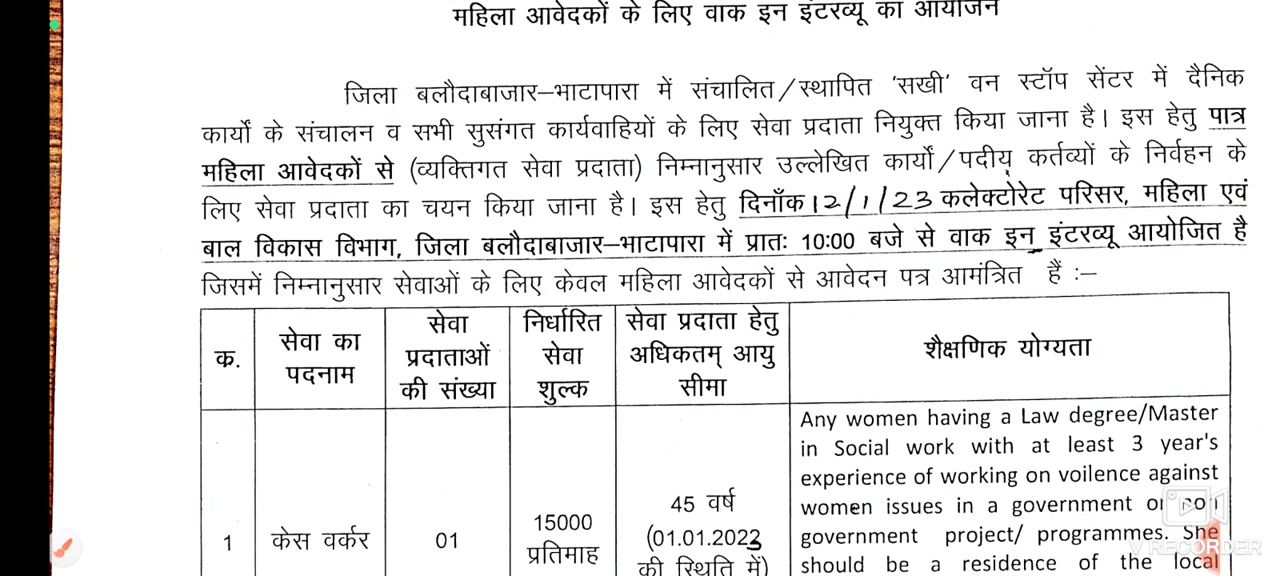 महिला आवेदकों के लिए वाक इन इंटरव्यू का आयोजन
जिला बलौदाबाजार–भाटापारा में संचालित/स्थापित 'सखी' वन स्टॉप सेंटर में दैनिक
कार्यो के संचालन व सभी सुसंगत कार्यवाहियों के लिए सेवा प्रदाता नियुक्त किया जाना है। इस हेतु पात्र
महिला आवेदकों से (व्यक्तिगत सेवा प्रदाता) निम्नानुसार उल्लेखित कार्यो/पदीय कर्तव्यों के निर्वहन के
लिए सेवा प्रदाता का चयन किया जाना है। इस हेतु दिनाँक 12/1/23 कलेक्टोरेट परिसर, महिला एवं
बाल विकास विभाग, जिला बलौदाबाजार–भाटापारा में प्रातः 10:00 बजे से वाक इन इंटरव्यू आयोजित है
जिसमें निम्नानुसार सेवाओं के लिए केवल महिला आवेदकों से आवेदन पत्र आमंत्रित हैं :–
क.
सेवा का
पदनाम
सेवा
प्रदाताओं
की संख्या
निर्धारित
सेवा
शुल्क
सेवा प्रदाता हेतु
अधिकतम् आयु
सीमा
शैक्षणिक योग्यता
1
केस वर्कर
01
15000
प्रतिमाह
45 वर्ष
(01.01.2023
की स्थिति में)
Any women having a Law degree/Master
in Social work with at least 3 year's
experience of working on voilence against
women issues in a government or non
government project/ programmes. She
should be a residence of the local
V RECORDER